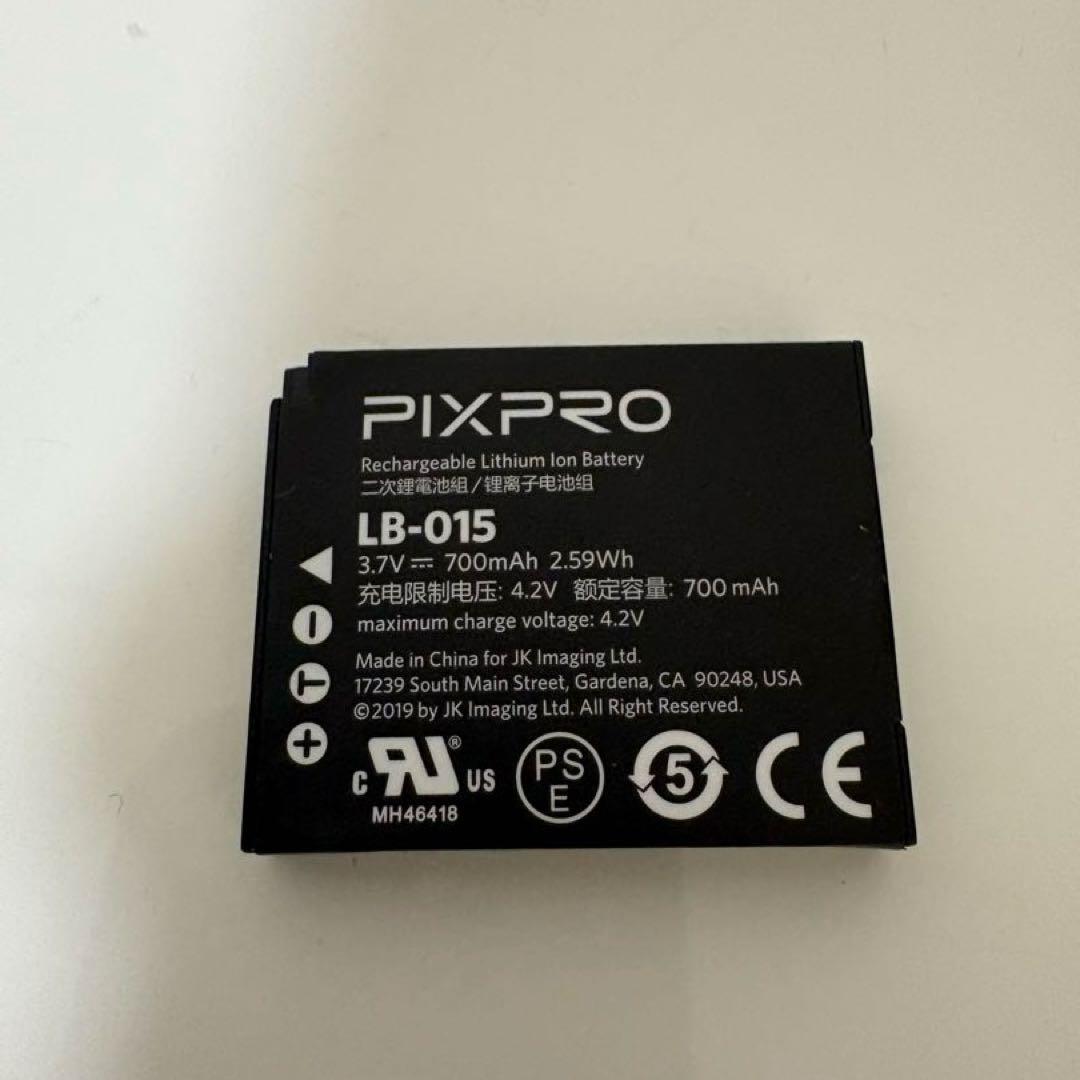 PIXPRO
Rechargeable Lithium Ion Battery
二次鋰電池組/锂离子电池组
LB-015
3.7V⎓ 700mAh 2.59Wh
充电限制电压: 4.2V 额定容量: 700 mAh
maximum charge voltage: 4.2V
Made in China for JK Imaging Ltd.
17239 South Main Street, Gardena, CA 90248, USA
©2019 by JK Imaging Ltd. All Right Reserved.
−
T
+
C RU® US
MH46418
PS
E
5
CE